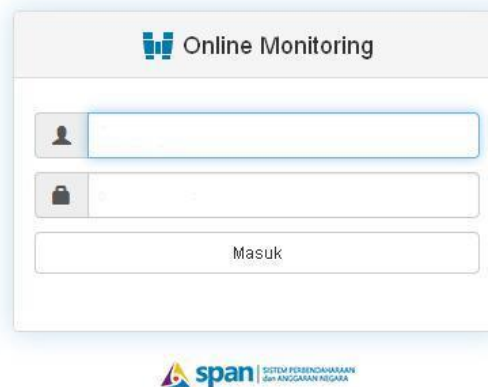 Online Monitoring
Masuk
span SISTEM PERBENDAHARAAN
dan ANGGARAN NEGARA